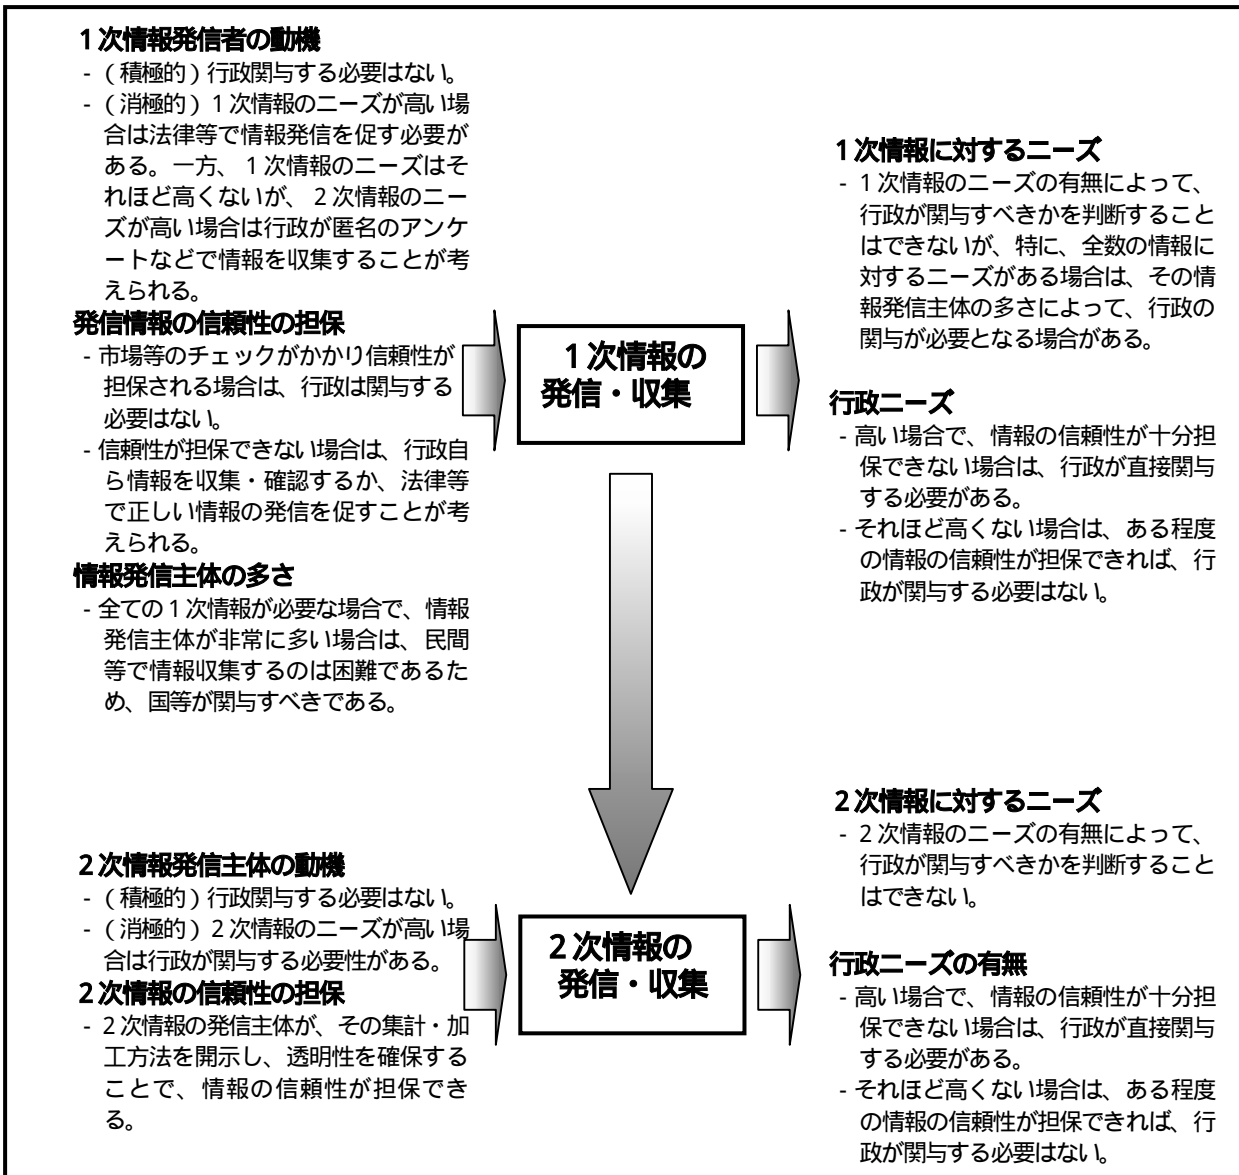 1次情報発信者の動機
- (積極的)行政関与する必要はない。
- (消極的)1次情報のニーズが高い場
合は法律等で情報発信を促す必要が
ある。一方、1次情報のニーズはそ
れほど高くないが、2次情報のニー
ズが高い場合は行政が匿名のアンケ
ートなどで情報を収集することが考
えられる。
発信情報の信頼性の担保
- 市場等のチェックがかかり信頼性が
担保される場合は、行政は関与する
必要はない。
- 信頼性が担保できない場合は、行政自
ら情報を収集・確認するか、法律等
で正しい情報の発信を促すことが考
えられる。
情報発信主体の多さ
- 全ての1次情報が必要な場合で、情報
発信主体が非常に多い場合は、民間
等で情報収集するのは困難であるた
め、国等が関与すべきである。
1次情報の
発信・収集
1次情報に対するニーズ
- 1次情報のニーズの有無によって、
行政が関与すべきかを判断すること
はできないが、特に、全数の情報に
対するニーズがある場合は、その情
報発信主体の多さによって、行政の
関与が必要となる場合がある。
行政ニーズ
- 高い場合で、情報の信頼性が十分担
保できない場合は、行政が直接関与
する必要がある。
- それほど高くない場合は、ある程度
の情報の信頼性が担保できれば、行
政が関与する必要はない。
2次情報発信主体の動機
- (積極的)行政関与する必要はない。
- (消極的)2次情報のニーズが高い場
合は行政が関与する必要性がある。
2次情報の信頼性の担保
- 2次情報の発信主体が、その集計・加
工方法を開示し、透明性を確保する
ことで、情報の信頼性が担保でき
る。
2次情報の
発信・収集
2次情報に対するニーズ
- 2次情報のニーズの有無によって、
行政が関与すべきかを判断すること
はできない。
行政ニーズの有無
- 高い場合で、情報の信頼性が十分担
保できない場合は、行政が直接関与
する必要がある。
- それほど高くない場合は、ある程度
の情報の信頼性が担保できれば、行
政が関与する必要はない。